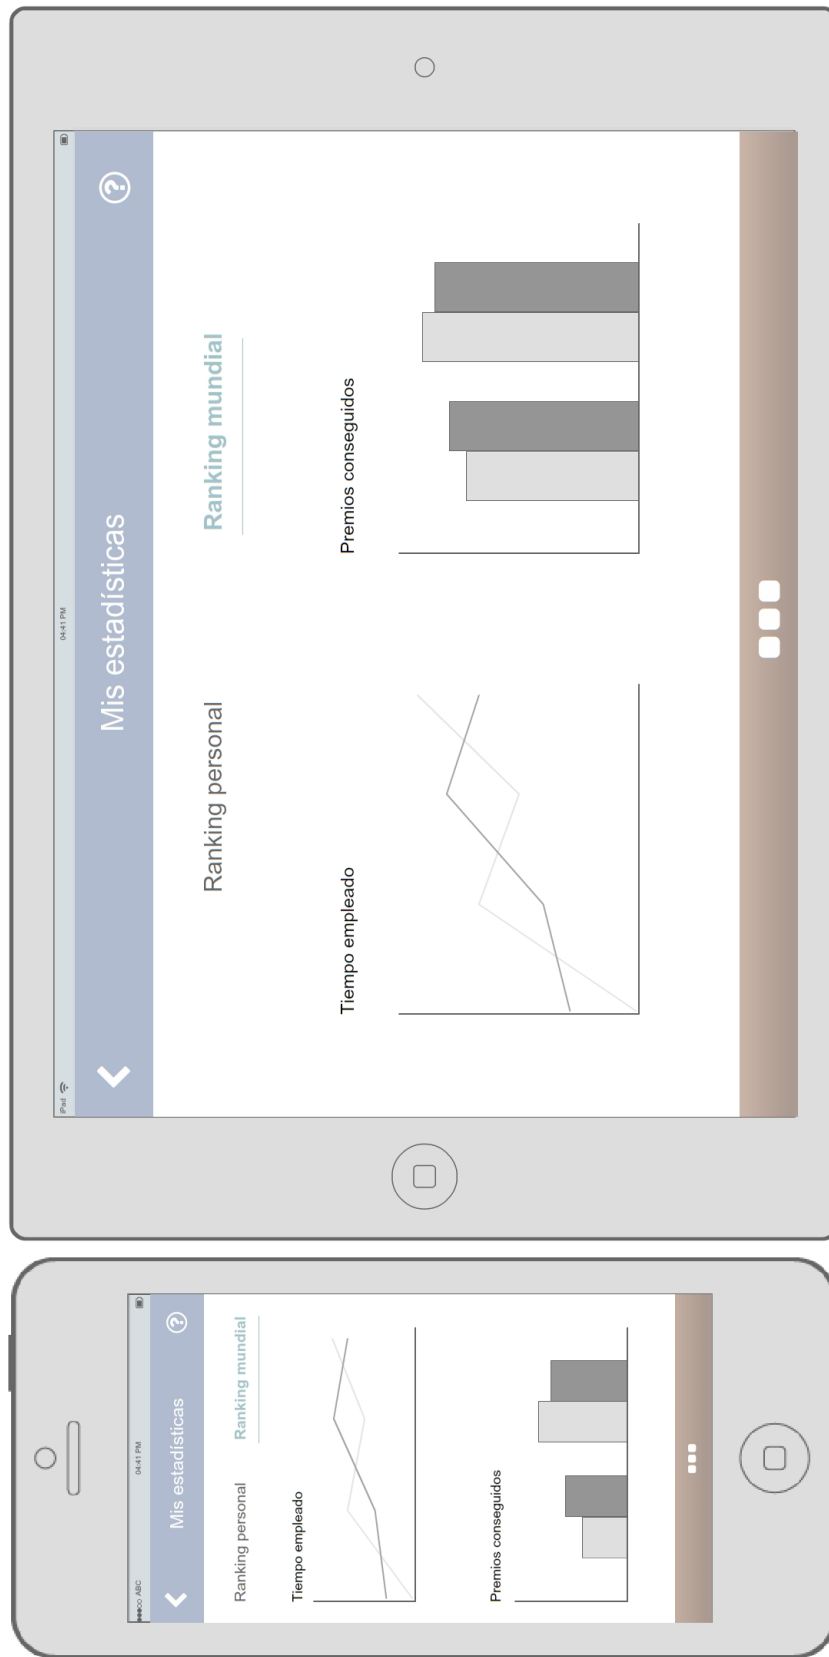 iPad 04:41 PM
Mis estadísticas ?
Ranking personal Ranking mundial
Tiempo empleado Premios conseguidos
ABC 04:41 PM
Mis estadísticas ?
Ranking personal Ranking mundial
Tiempo empleado
Premios conseguidos